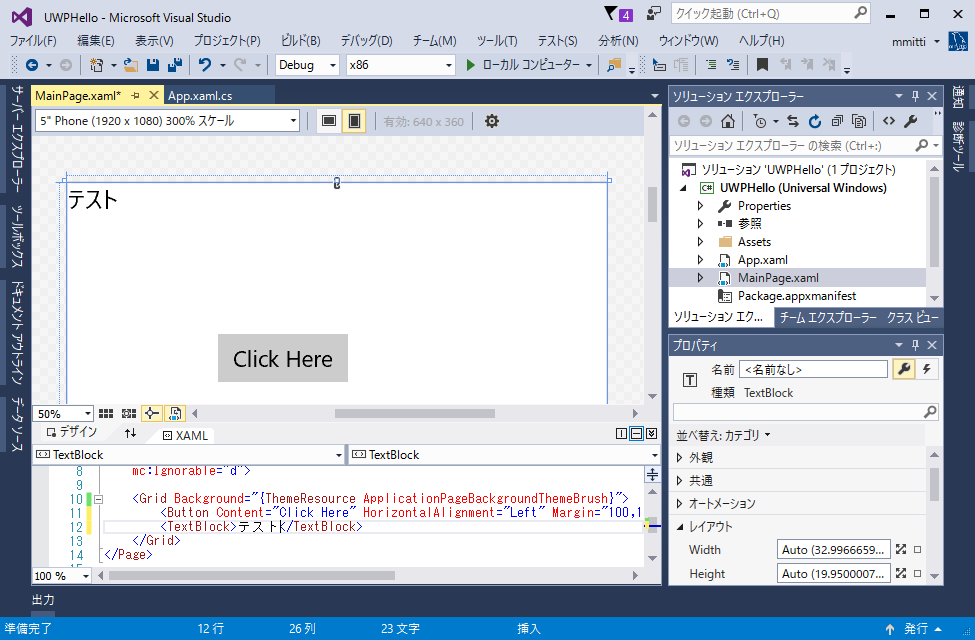 UWPHello - Microsoft Visual Studio
4
クイック起動 (Ctrl+Q)
ファイル(F) 編集(E) 表示(V) プロジェクト(P) ビルド(B) デバッグ(D) チーム(M) ツール(T) テスト(S) 分析(N) ウィンドウ(W) ヘルプ(H)
mmitti
Debug x86 ローカル コンピューター
サーバー エクスプローラー
ツールボックス
ドキュメント アウトライン
データ ソース
MainPage.xaml* App.xaml.cs
5" Phone (1920 x 1080) 300% スケール 有効: 640 x 360
テスト
Click Here
50%
デザイン XAML
TextBlock TextBlock
8 mc:Ignorable="d">
9
10 <Grid Background="{ThemeResource ApplicationPageBackgroundThemeBrush}">
11 <Button Content="Click Here" HorizontalAlignment="Left" Margin="100,1
12 <TextBlock>テスト</TextBlock>
13 </Grid>
14 </Page>
15
100 %
ソリューション エクスプローラー
ソリューション エクスプローラー の検索 (Ctrl+:)
ソリューション 'UWPHello' (1 プロジェクト)
C# UWPHello (Universal Windows)
Properties
参照
Assets
App.xaml
MainPage.xaml
Package.appxmanifest
ソリューション エク... チーム エクスプローラー クラス ビュー
プロパティ
名前 <名前なし>
種類 TextBlock
並べ替え: カテゴリ
外観
共通
オートメーション
レイアウト
Width Auto (32.9966659...
Height Auto (19.9500007...
通知
診断ツール
出力
準備完了 12 行 26 列 23 文字 挿入 発行